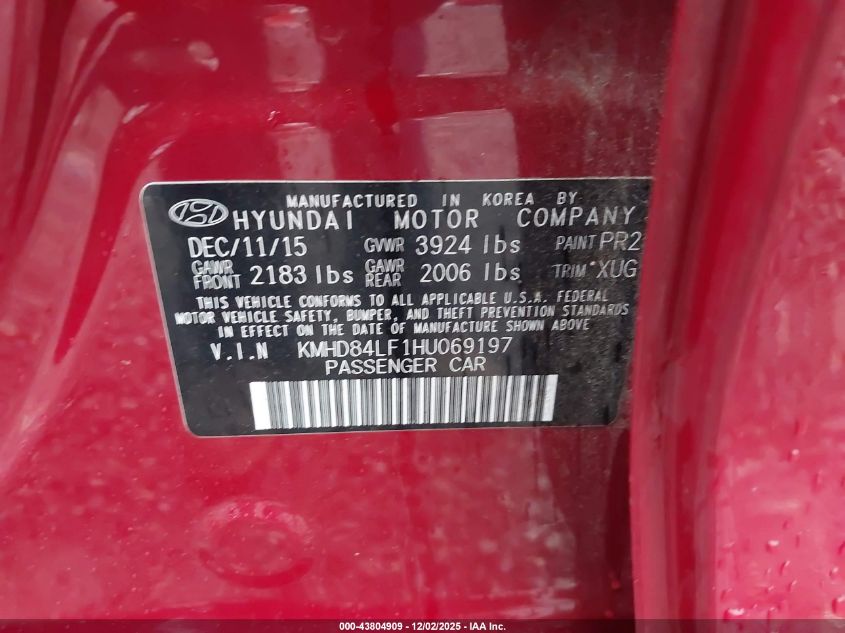 MANUFACTURED IN KOREA BY
HYUNDAI MOTOR COMPANY
DEC/11/15 GVWR 3924 lbs PAINT PR2
GAWR FRONT 2183 lbs GAWR REAR 2006 lbs TRIM*XUG
THIS VEHICLE CONFORMS TO ALL APPLICABLE U.S.A. FEDERAL
MOTOR VEHICLE SAFETY, BUMPER, AND THEFT PREVENTION STANDARDS
IN EFFECT ON THE DATE OF MANUFACTURE SHOWN ABOVE
V.I.N KMHD84LF1HU069197
PASSENGER CAR
000-43804909 - 12/02/2025 - IAA Inc.